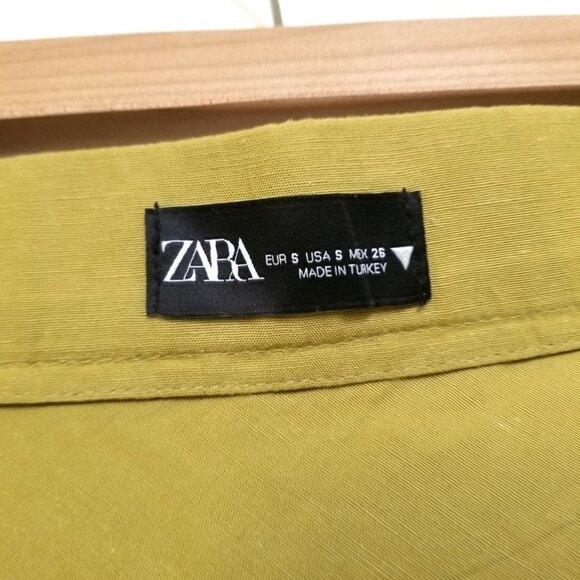 ZARA EUR S USA S MEX 26
MADE IN TURKEY